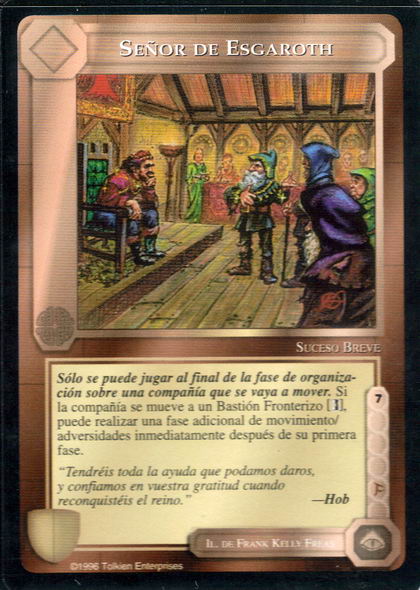 SEÑOR DE ESGAROTH
SUCESO BREVE
Sólo se puede jugar al final de la fase de organiza-
ción sobre una compañía que se vaya a mover. Si
la compañía se mueve a un Bastión Fronterizo [],
puede realizar una fase adicional de movimiento/
adversidades inmediatamente después de su primera
fase.
“Tendréis toda la ayuda que podamos daros,
y confiamos en vuestra gratitud cuando
reconquistéis el reino.” —Hob
7
IL. DE FRANK KELLY FREAS
©1996 Tolkien Enterprises